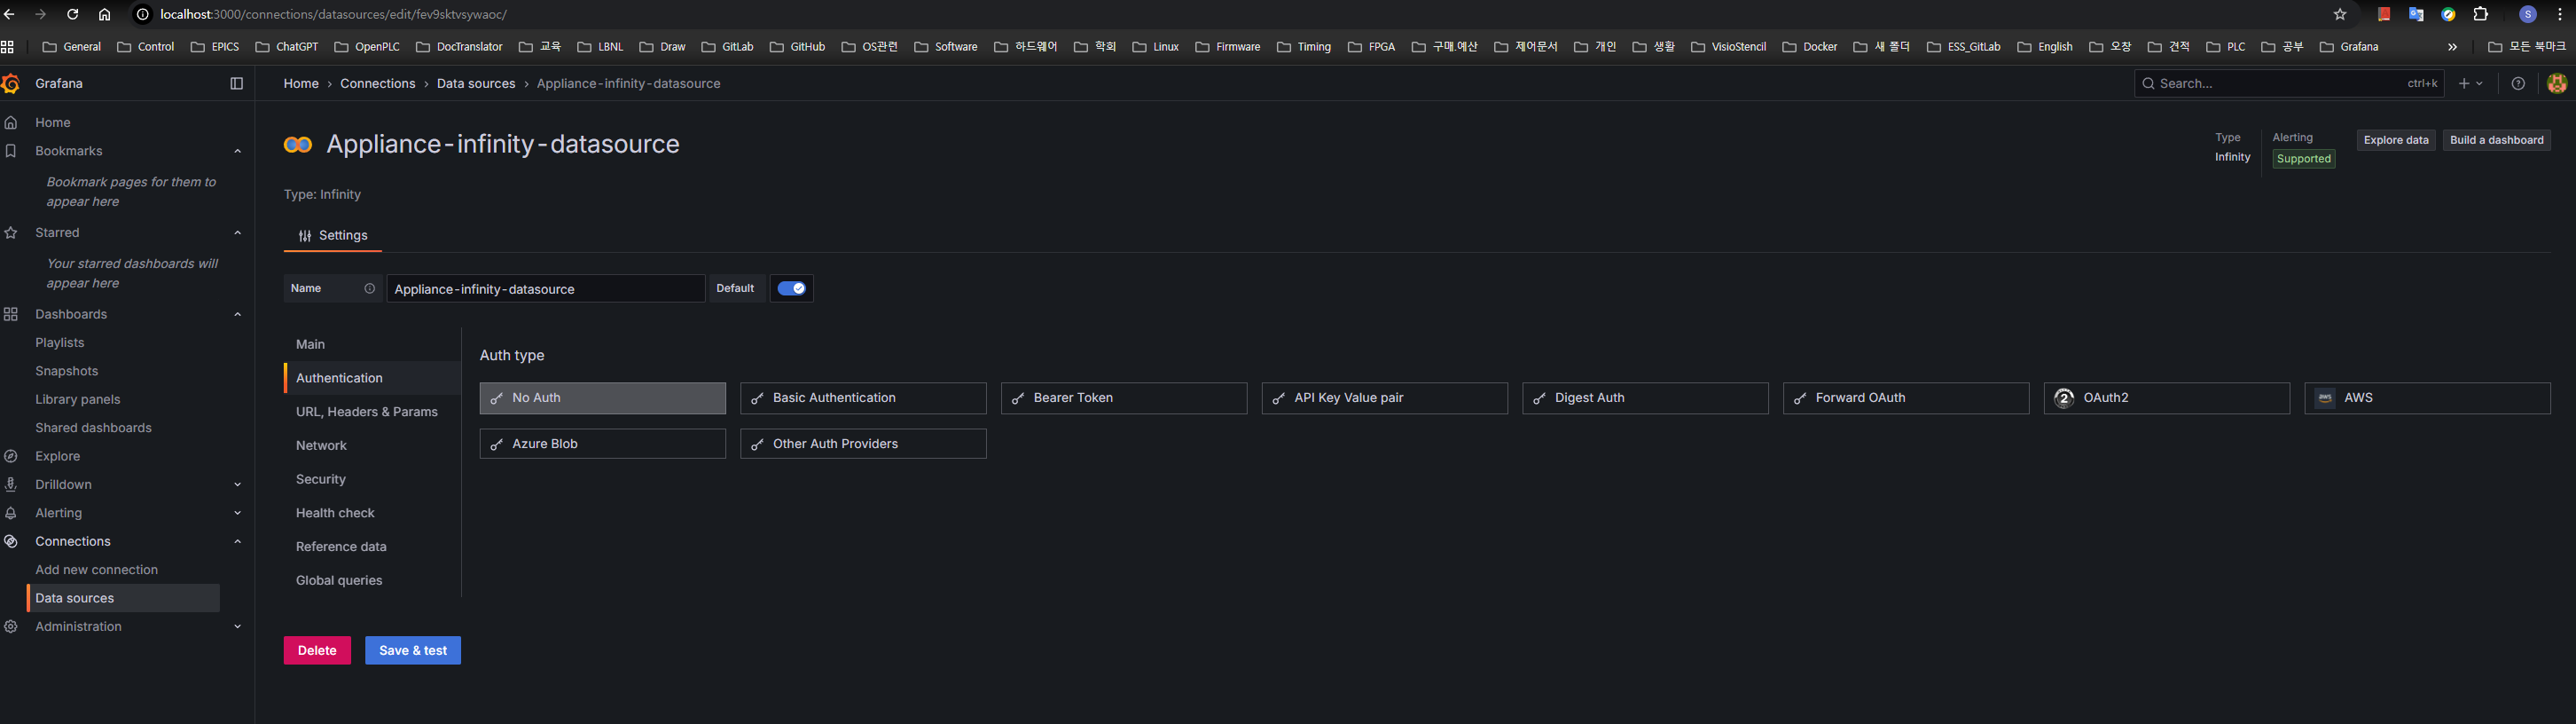 localhost:3000/connections/datasources/edit/fev9sktvsywaoc/
S
General Control EPICS ChatGPT OpenPLC DocTranslator 교육 LBNL Draw GitLab GitHub OS관련 Software 하드웨어 학회 Linux Firmware Timing FPGA 구매.예산 제어문서 개인 생활 VisioStencil Docker 새 폴더 ESS_GitLab English 오창 견적 PLC 공부 Grafana » 모든 북마크
Grafana
Home › Connections › Data sources › Appliance-infinity-datasource
Search... ctrl+k
Home
Bookmarks
Bookmark pages for them to
appear here
Starred
Your starred dashboards will
appear here
Dashboards
Playlists
Snapshots
Library panels
Shared dashboards
Explore
Drilldown
Alerting
Connections
Add new connection
Data sources
Administration
Appliance-infinity-datasource
Type
Infinity
Alerting
Supported
Explore data
Build a dashboard
Type: Infinity
Settings
Name
Appliance-infinity-datasource
Default
Main
Authentication
URL, Headers & Params
Network
Security
Health check
Reference data
Global queries
Auth type
No Auth
Basic Authentication
Bearer Token
API Key Value pair
Digest Auth
Forward OAuth
2 OAuth2
aws AWS
Azure Blob
Other Auth Providers
Delete
Save & test